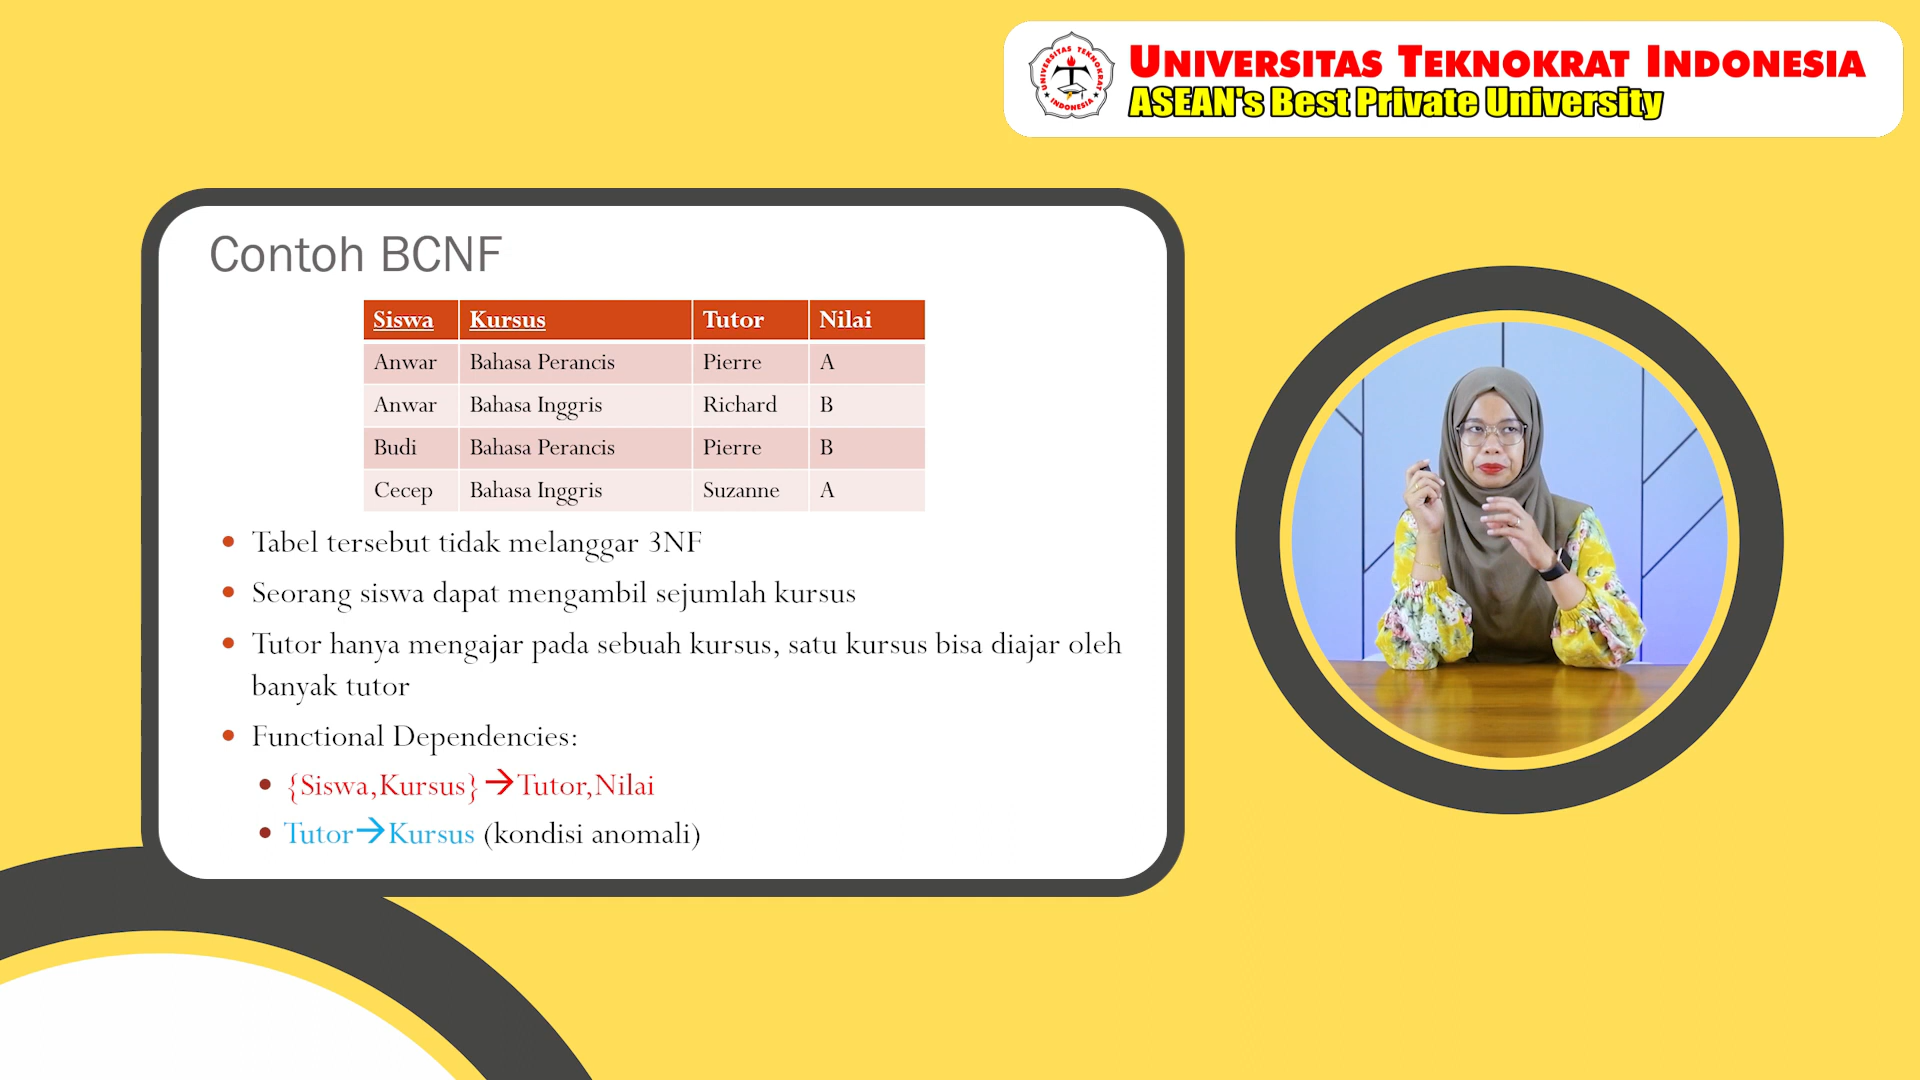 UNIVERSITAS TEKNOKRAT INDONESIA
ASEAN's Best Private University
UNIVERSITAS TEKNOKRAT
INDONESIA
Contoh BCNF
Siswa Kursus Tutor Nilai
Anwar Bahasa Perancis Pierre A
Anwar Bahasa Inggris Richard B
Budi Bahasa Perancis Pierre B
Cecep Bahasa Inggris Suzanne A
• Tabel tersebut tidak melanggar 3NF
• Seorang siswa dapat mengambil sejumlah kursus
• Tutor hanya mengajar pada sebuah kursus, satu kursus bisa diajar oleh
banyak tutor
• Functional Dependencies:
• {Siswa,Kursus}→Tutor,Nilai
• Tutor→Kursus (kondisi anomali)